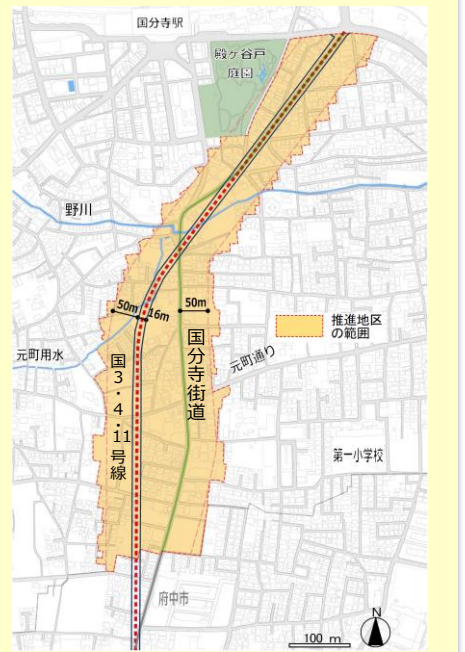 国分寺駅
殿ヶ谷戸
庭園
野川
50m
16m
50m
推進地区
の範囲
元町用水
国3・4・11号線
国分寺街道
元町通り
第一小学校
府中市
100 m
N